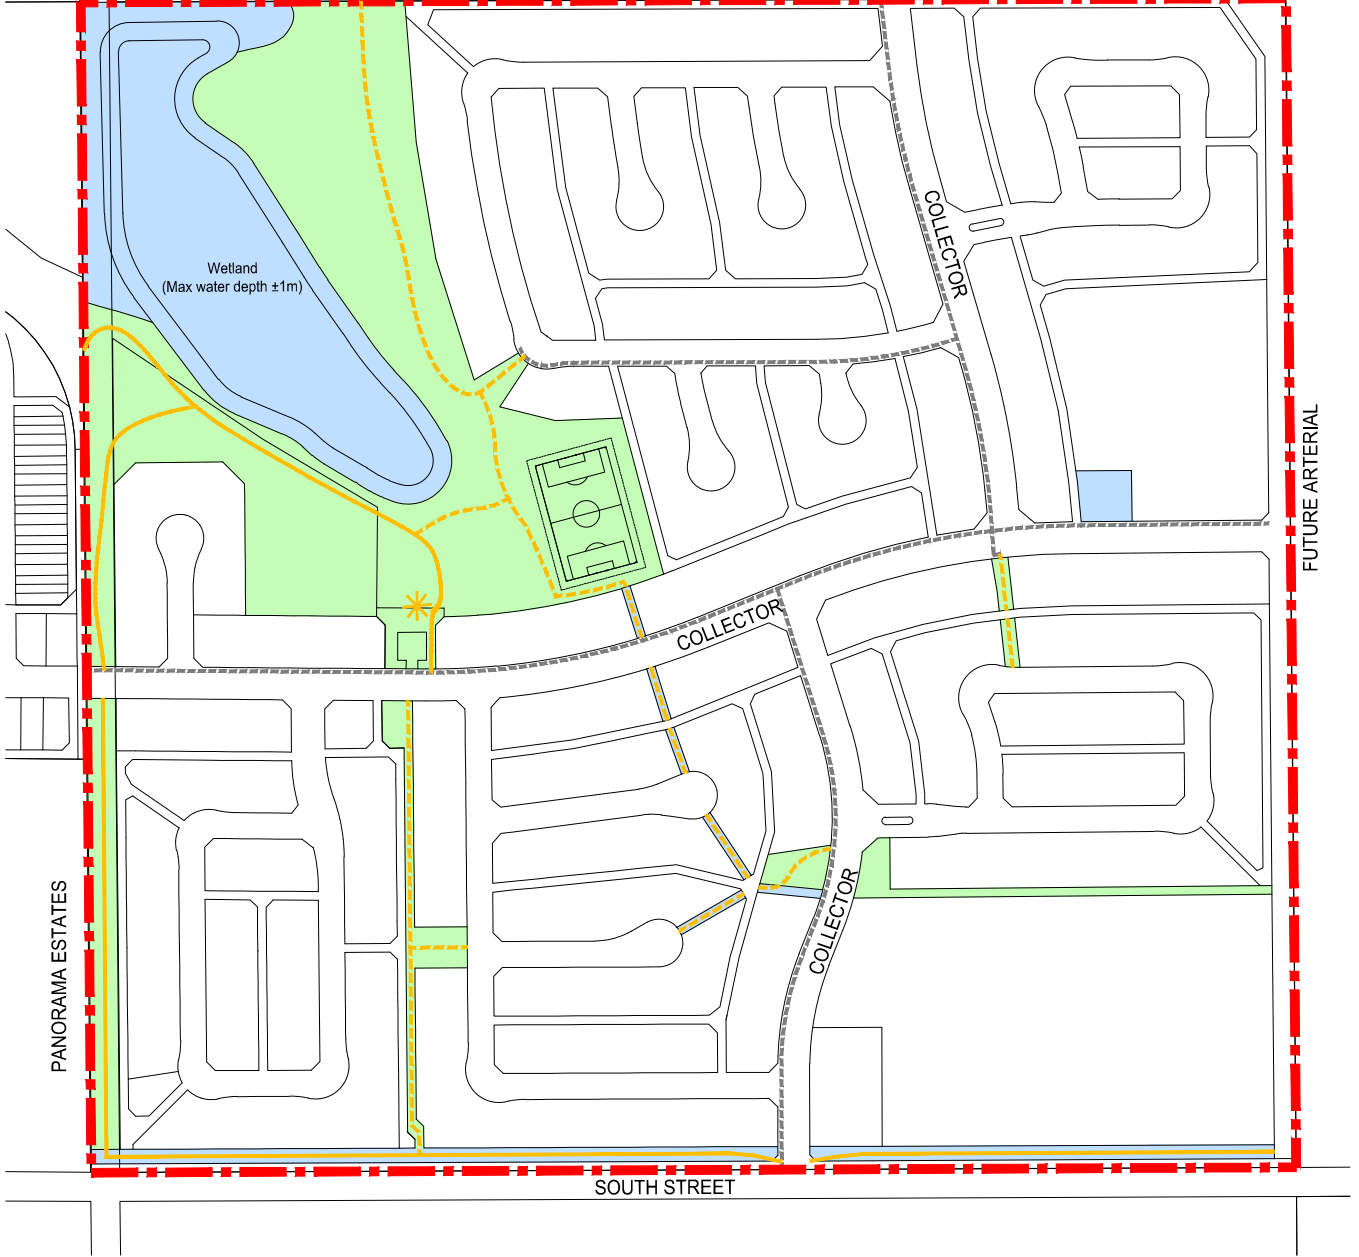 COLLECTOR
Wetland
(Max water depth ±1m)
FUTURE ARTERIAL
COLLECTOR
COLLECTOR
PANORAMA ESTATES
SOUTH STREET